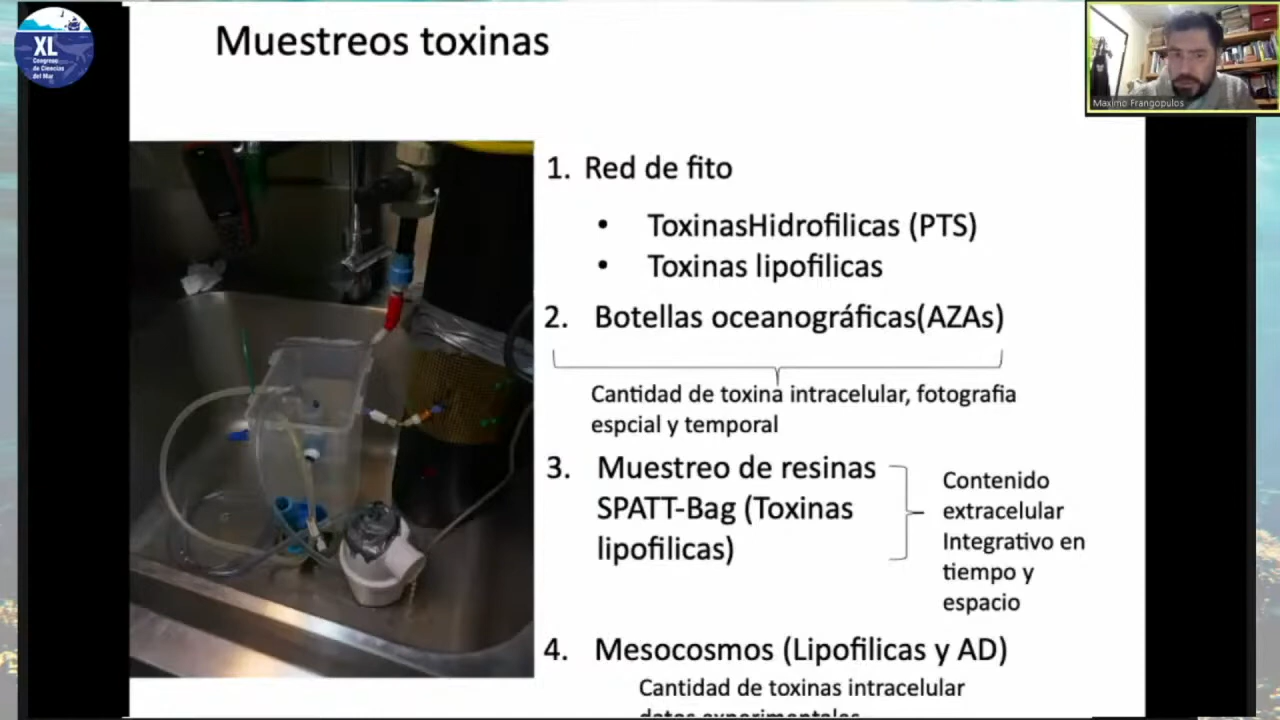 XL
Congreso
de Ciencias
del Mar
Muestreos toxinas
Maximo Frangopulos
1. Red de fito
• ToxinasHidrofilicas (PTS)
• Toxinas lipofilicas
2. Botellas oceanográficas(AZAs)
Cantidad de toxina intracelular, fotografia
espcial y temporal
3. Muestreo de resinas
SPATT-Bag (Toxinas
lipofilicas)
Contenido
extracelular
Integrativo en
tiempo y
espacio
4. Mesocosmos (Lipofilicas y AD)
Cantidad de toxinas intracelular
datos experimentales